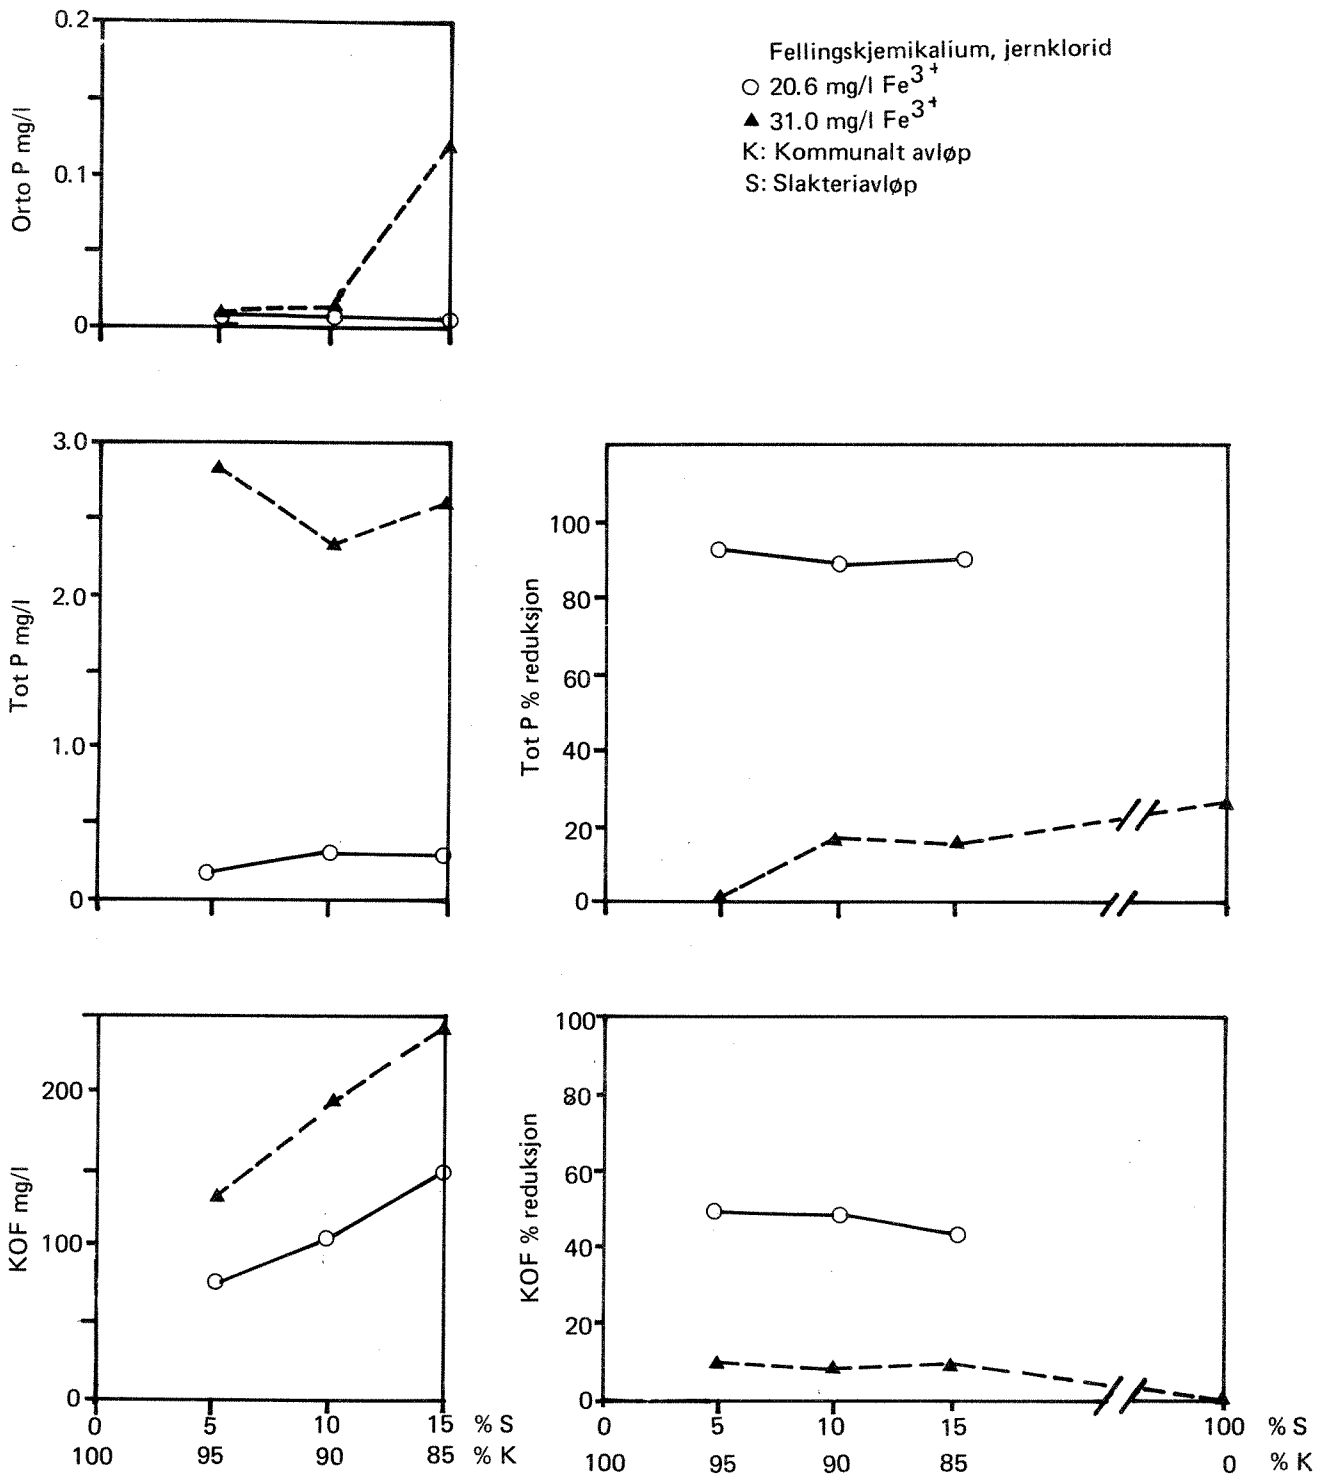 Fellingskjemikalium, jernklorid
○ 20.6 mg/l Fe3+
▲ 31.0 mg/l Fe3+
K: Kommunalt avløp
S: Slakteriavløp
Orto P mg/l
0.2
0.1
0
Tot P mg/l
3.0
2.0
1.0
0
Tot P % reduksjon
100
80
60
40
20
0
KOF mg/l
200
100
0
0 5 10 15 % S
100 95 90 85 % K
KOF % reduksjon
100
80
60
40
20
0
0 5 10 15 100 % S
100 95 90 85 0 % K